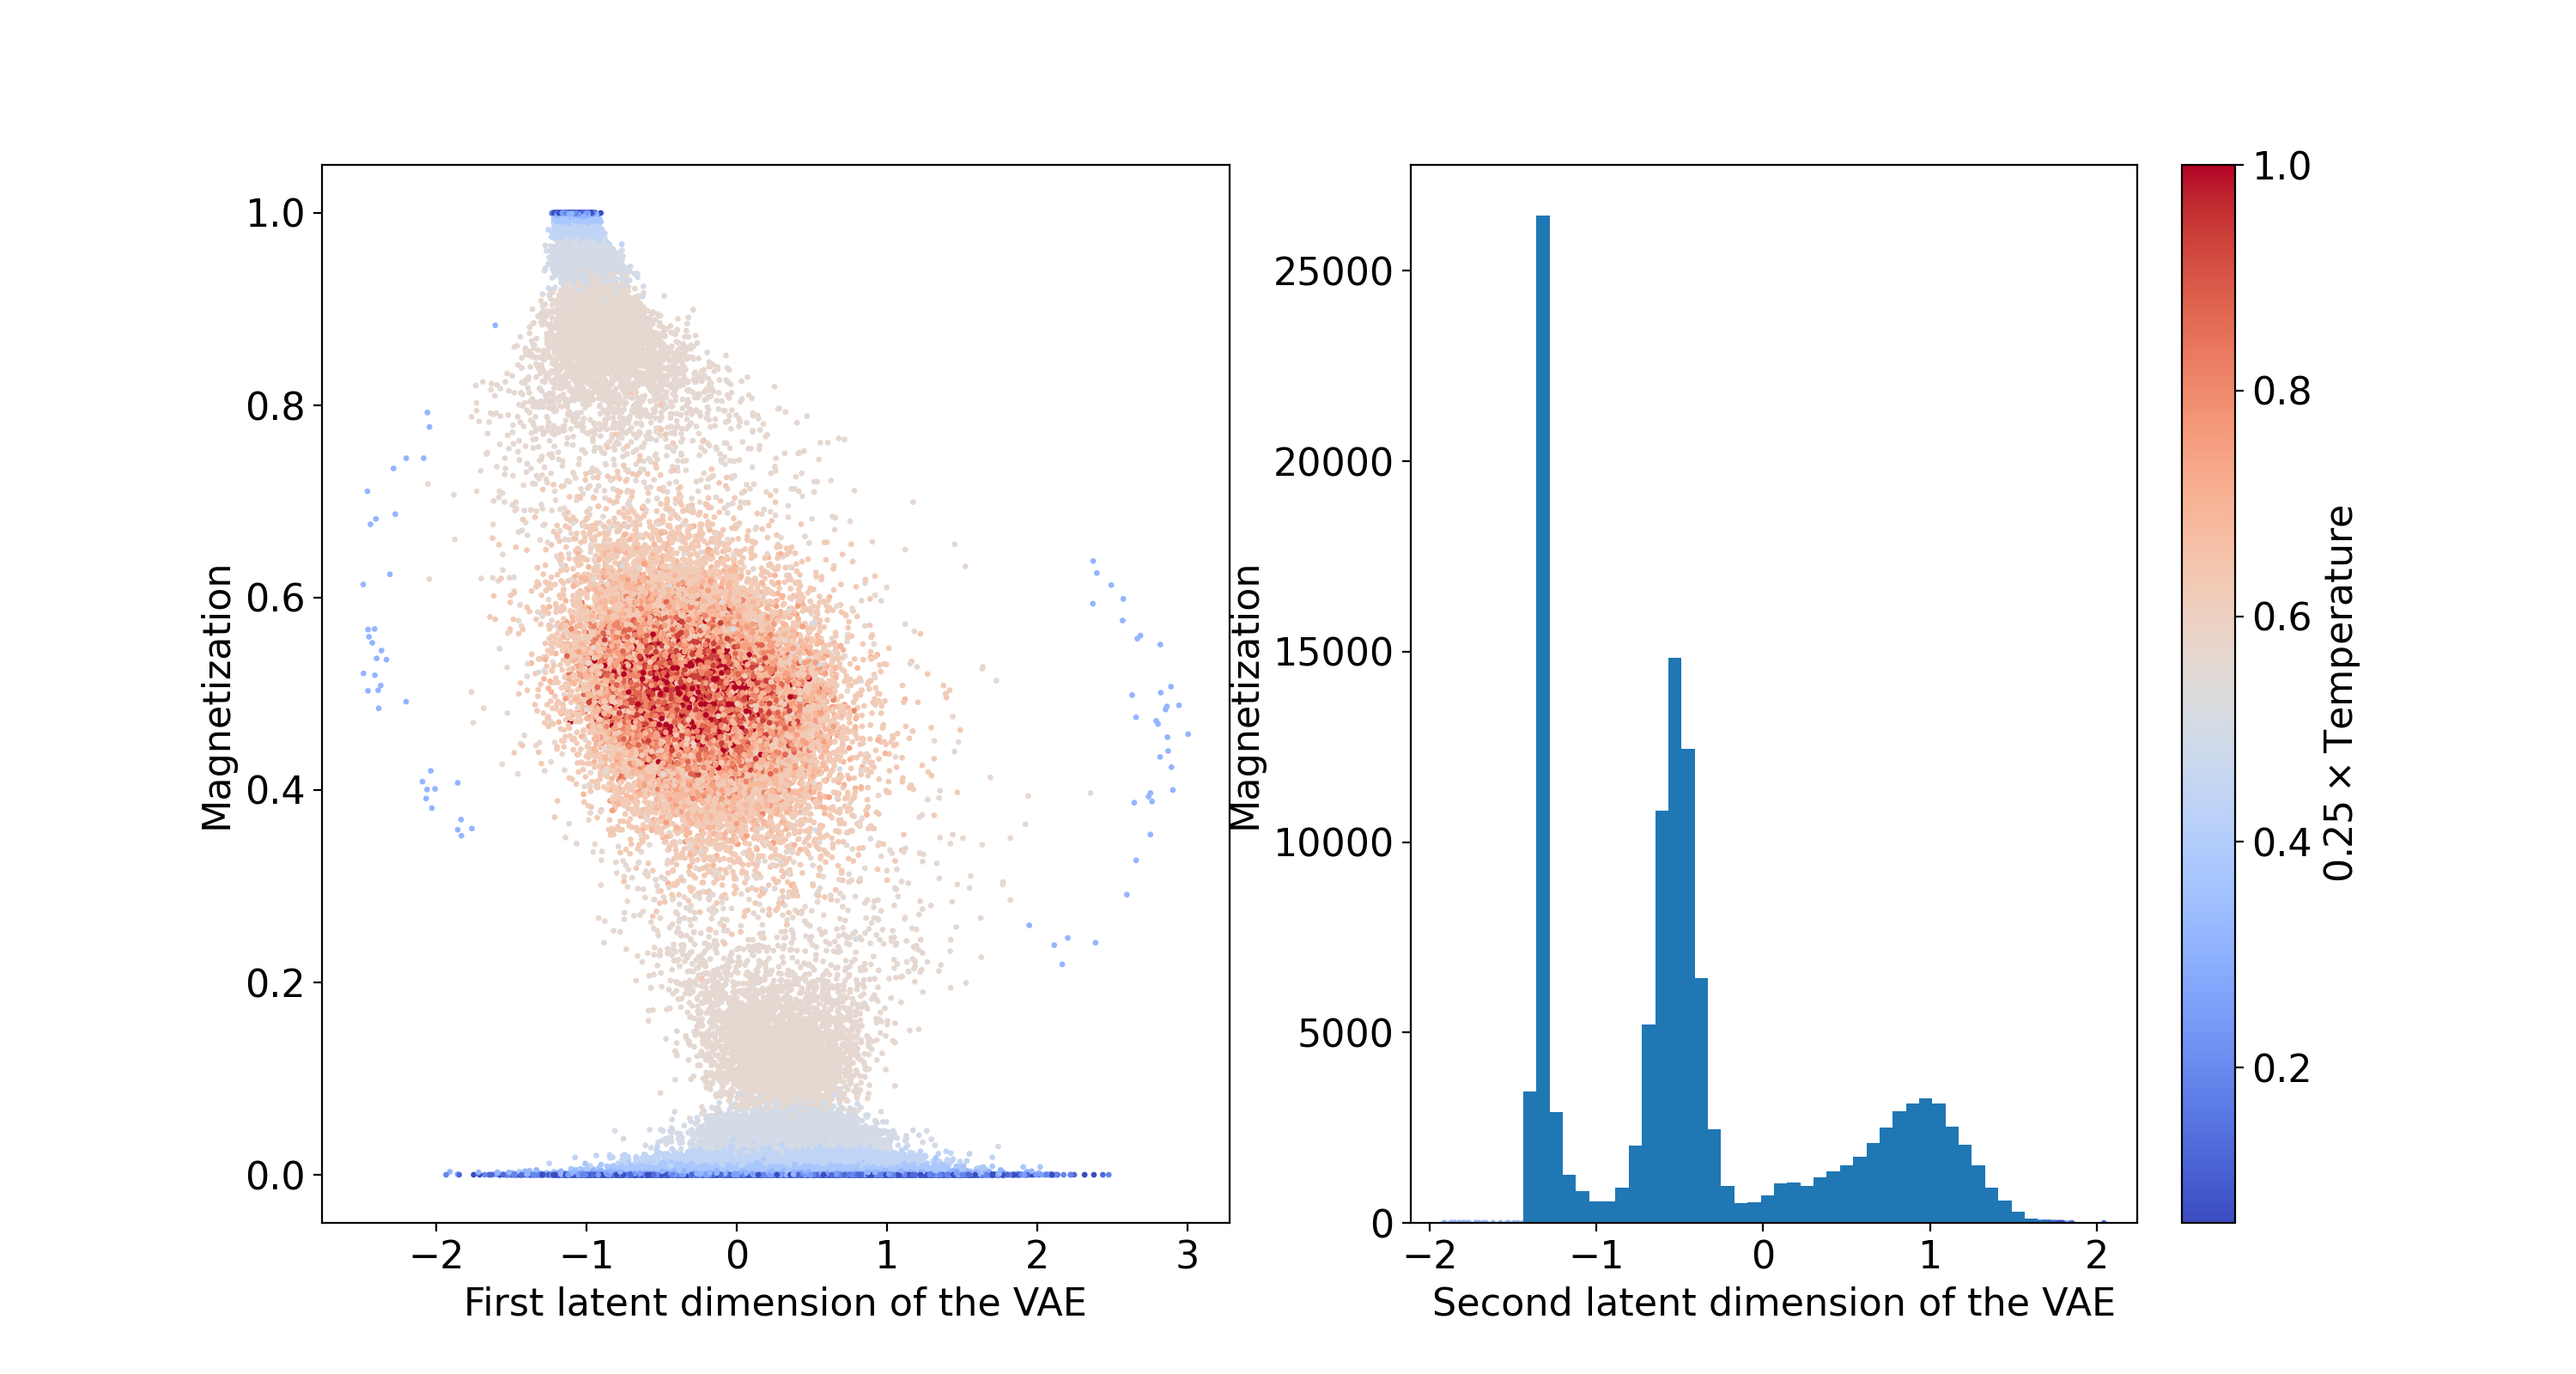 Magnetization
1.0
0.8
0.6
0.4
0.2
0.0
−2 −1 0 1 2 3
First latent dimension of the VAE
Magnetization
25000
20000
15000
10000
5000
0
−2 −1 0 1 2
Second latent dimension of the VAE
1.0
0.8
0.6
0.4
0.2
0.25 × Temperature